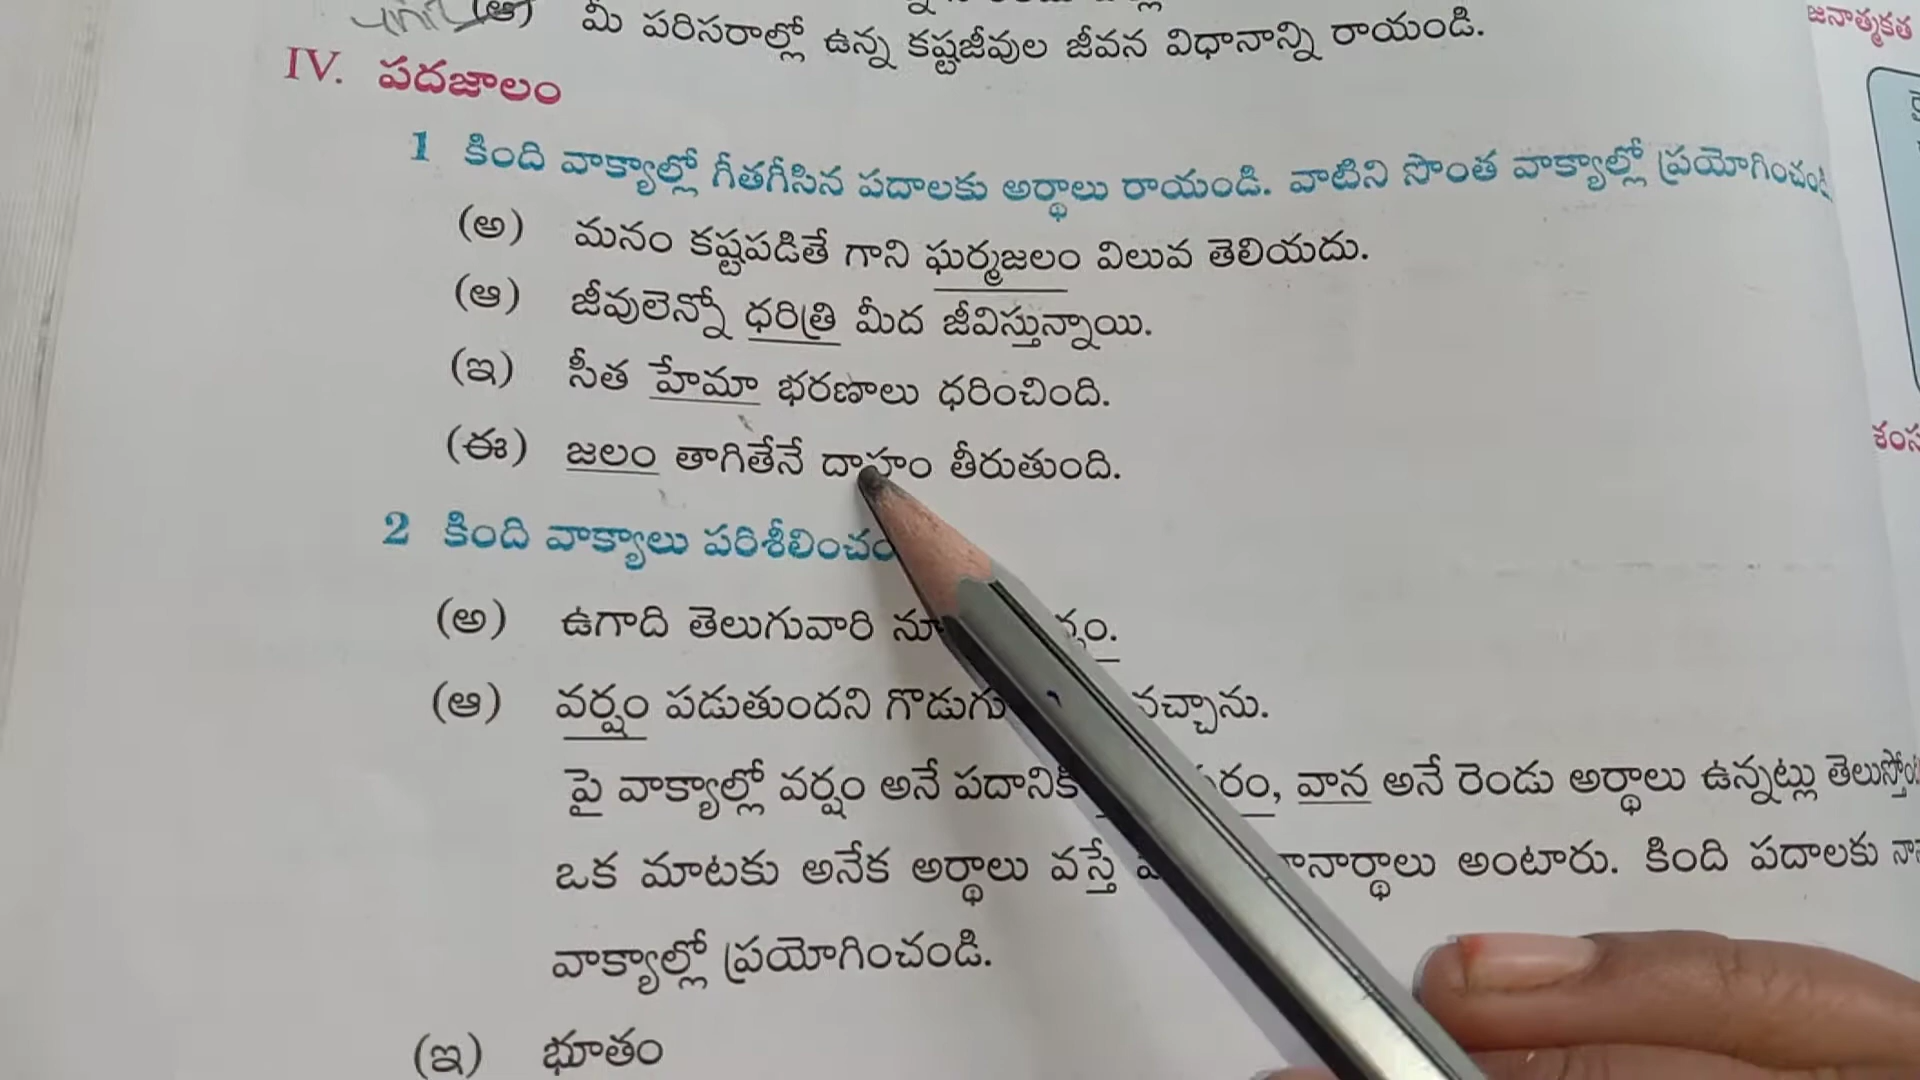 (ఆ) మీ పరిసరాల్లో ఉన్న కష్టజీవుల జీవన విధానాన్ని రాయండి.
జనాత్మకత
IV. పదజాలం
1 కింది వాక్యాల్లో గీతగీసిన పదాలకు అర్థాలు రాయండి. వాటిని సొంత వాక్యాల్లో
(అ) మనం కష్టపడితే గాని ఘర్మజలం విలువ తెలియదు.
(ఆ) జీవులెన్నో ధరిత్రి మీద జీవిస్తున్నాయి.
(ఇ) సీత హేమా భరణాలు ధరించింది.
(ఈ) జలం తాగితేనే దాహం తీరుతుంది.
2 కింది వాక్యాలు
(అ) ఉగాది తెలుగువారి
(ఆ) వర్షం పడుతుందని
పై వాక్యాల్లో వర్షం అనే పదానికి వాన అనే రెండు అర్థాలు ఉన్నట్లు
ఒక మాటకు అనేక అర్థాలు వస్తే అంటారు. కింది పదాలకు
వాక్యాల్లో ప్రయోగించండి.
(ఇ) భూతం